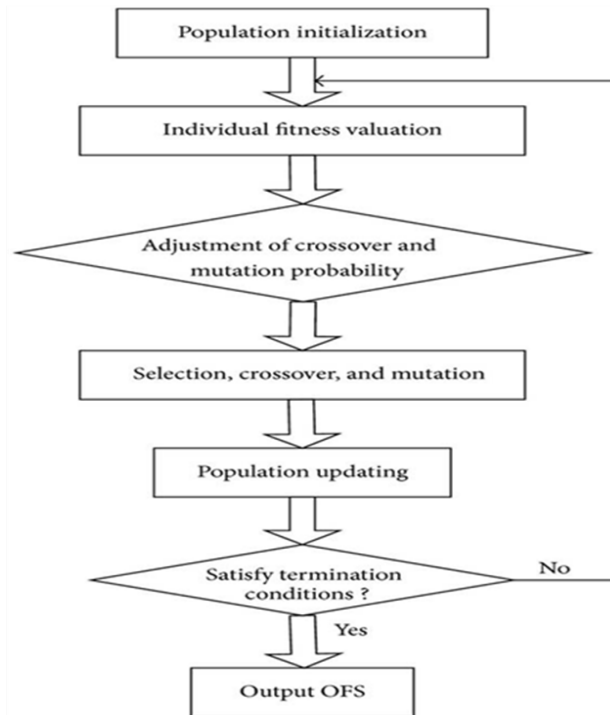 Population initialization
Individual fitness valuation
Adjustment of crossover and
mutation probability
Selection, crossover, and mutation
Population updating
Satisfy termination
conditions ?
No
Yes
Output OFS